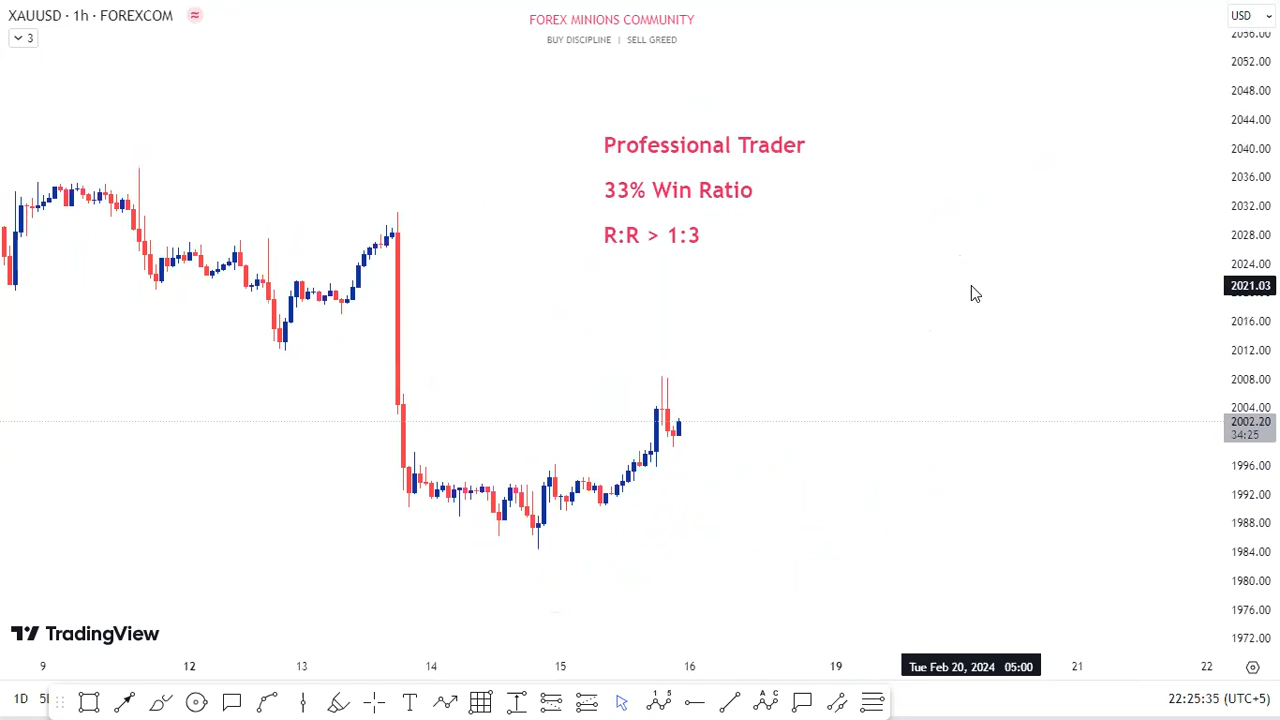 XAUUSD · 1h · FOREXCOM
3
FOREX MINIONS COMMUNITY
BUY DISCIPLINE | SELL GREED
USD
2056.00
2052.00
2048.00
2044.00
2040.00
2036.00
2032.00
2028.00
2024.00
2021.03
2016.00
2012.00
2008.00
2004.00
2002.20
34:25
1996.00
1992.00
1988.00
1984.00
1980.00
1976.00
1972.00
Professional Trader
33% Win Ratio
R:R > 1:3
TradingView
9 12 13 14 15 16 19 Tue Feb 20, 2024 05:00 21 22
1D
22:25:35 (UTC+5)